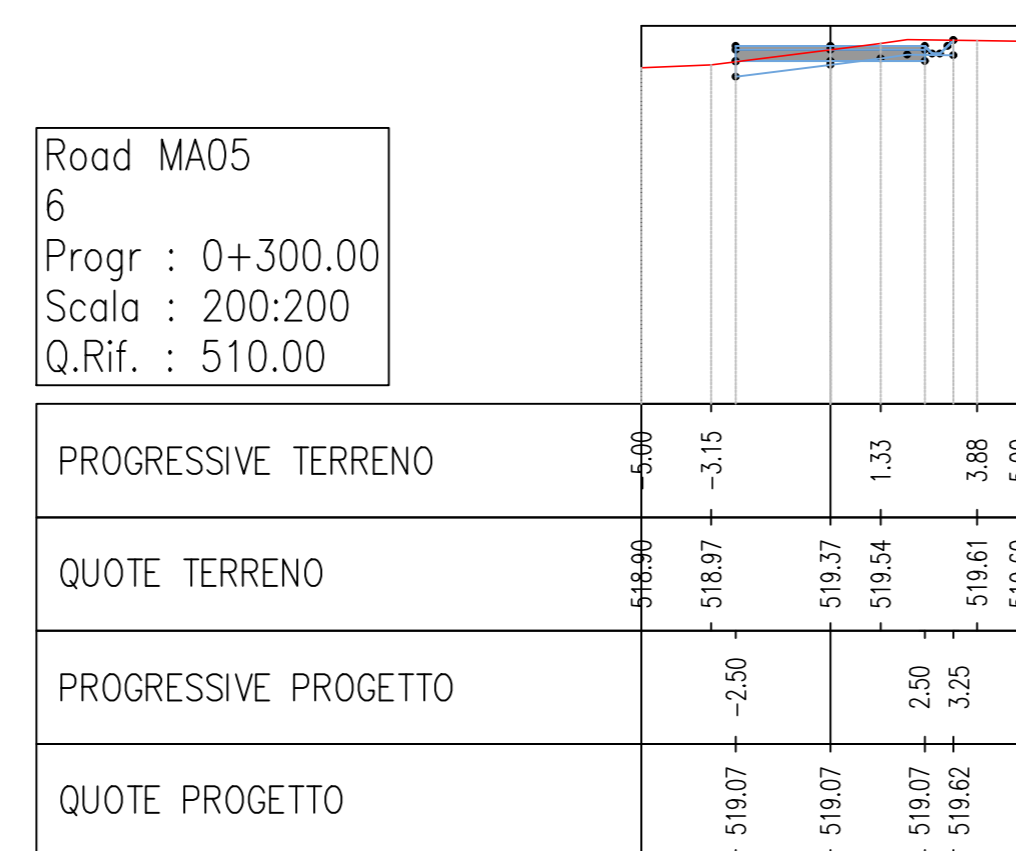 Road MA05
6
Progr : 0+300.00
Scala : 200:200
Q.Rif. : 510.00
PROGRESSIVE TERRENO -5.00 -3.15 1.33 3.88
QUOTE TERRENO 518.90 518.97 519.37 519.54 519.61
PROGRESSIVE PROGETTO -2.50 2.50 3.25
QUOTE PROGETTO 519.07 519.07 519.07 519.62